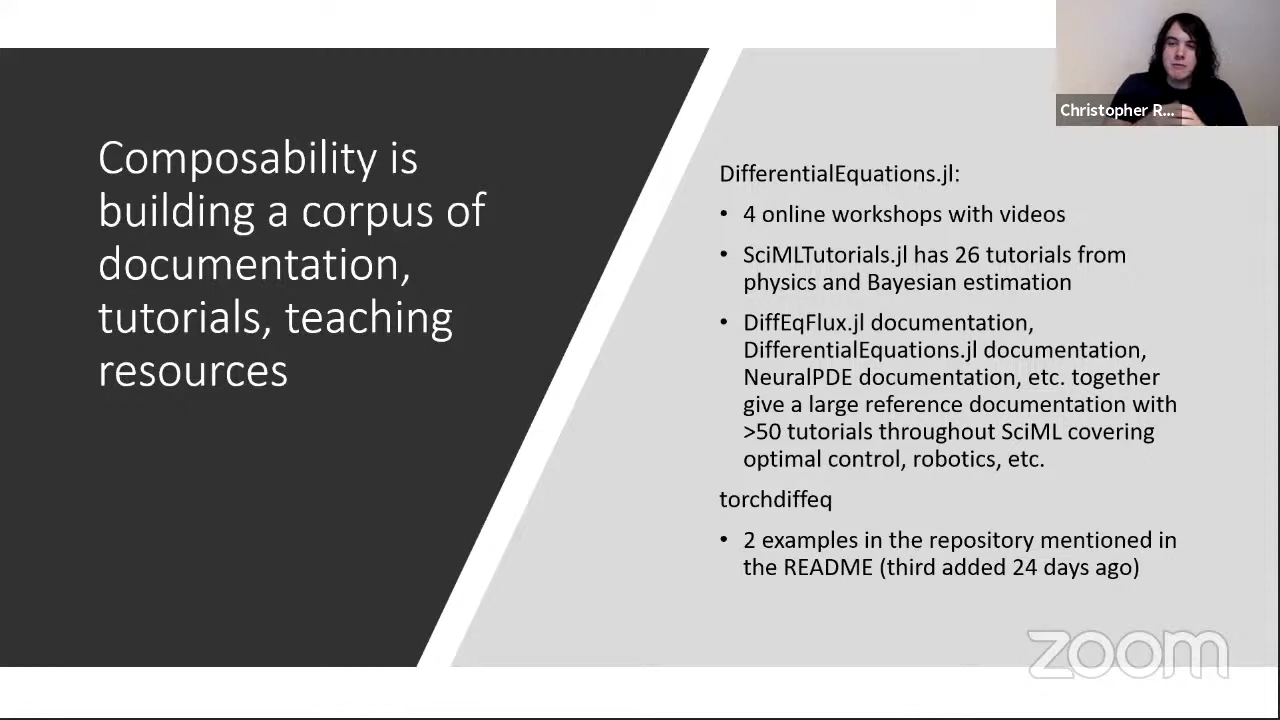 Composability is
building a corpus of
documentation,
tutorials, teaching
resources
DifferentialEquations.jl:
• 4 online workshops with videos
• SciMLTutorials.jl has 26 tutorials from
physics and Bayesian estimation
• DiffEqFlux.jl documentation,
DifferentialEquations.jl documentation,
NeuralPDE documentation, etc. together
give a large reference documentation with
>50 tutorials throughout SciML covering
optimal control, robotics, etc.
torchdiffeq
• 2 examples in the repository mentioned in
the README (third added 24 days ago)
Christopher R...
zoom